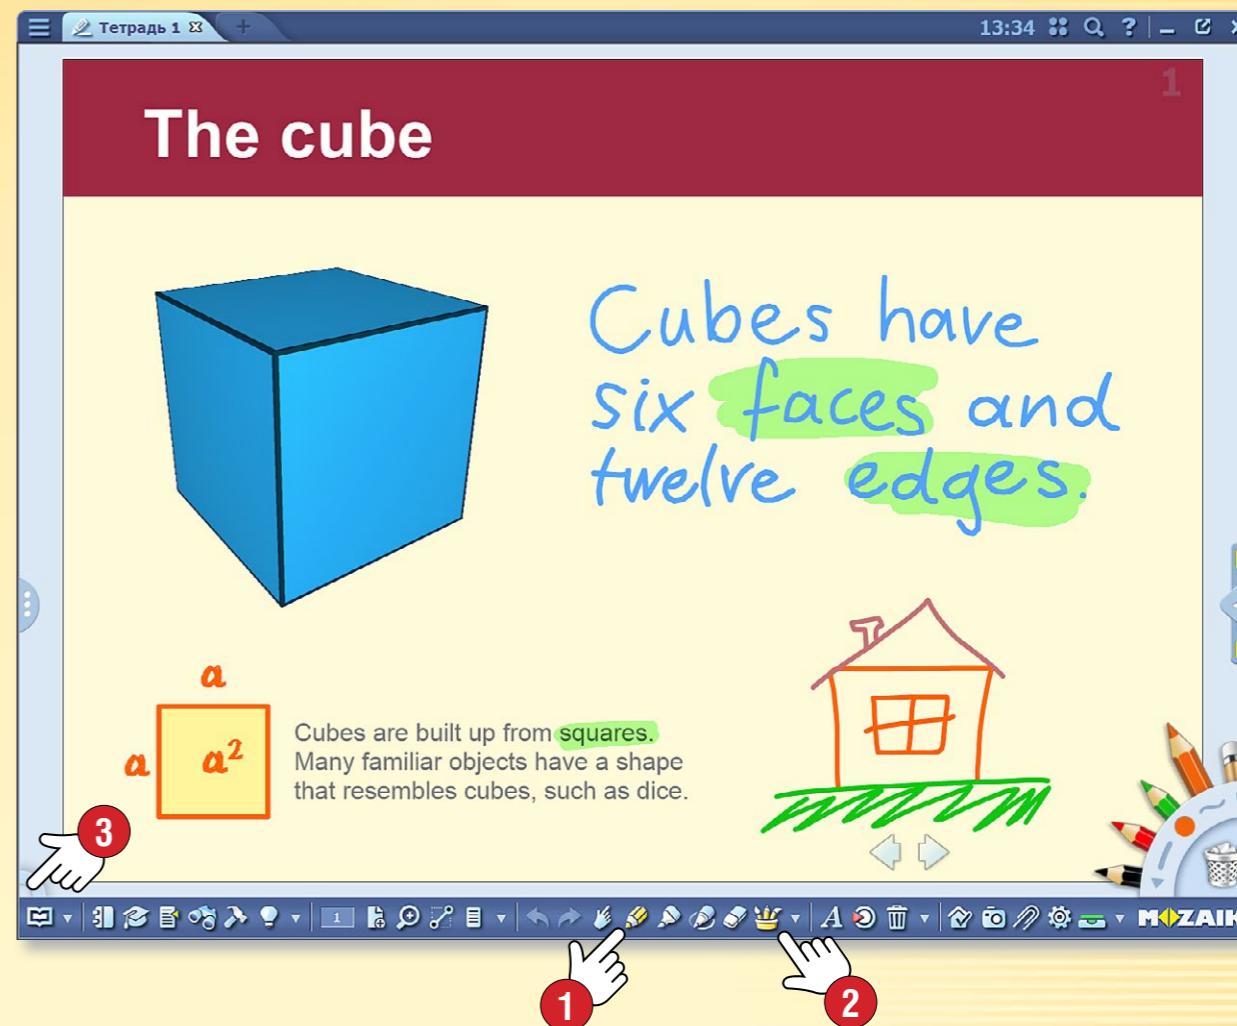 Тетрадь 1
13:34
1
The cube
Cubes have
six faces and
twelve edges.
a
a a²
Cubes are built up from squares.
Many familiar objects have a shape
that resembles cubes, such as dice.
3
1
A
MOZAIK
1
2